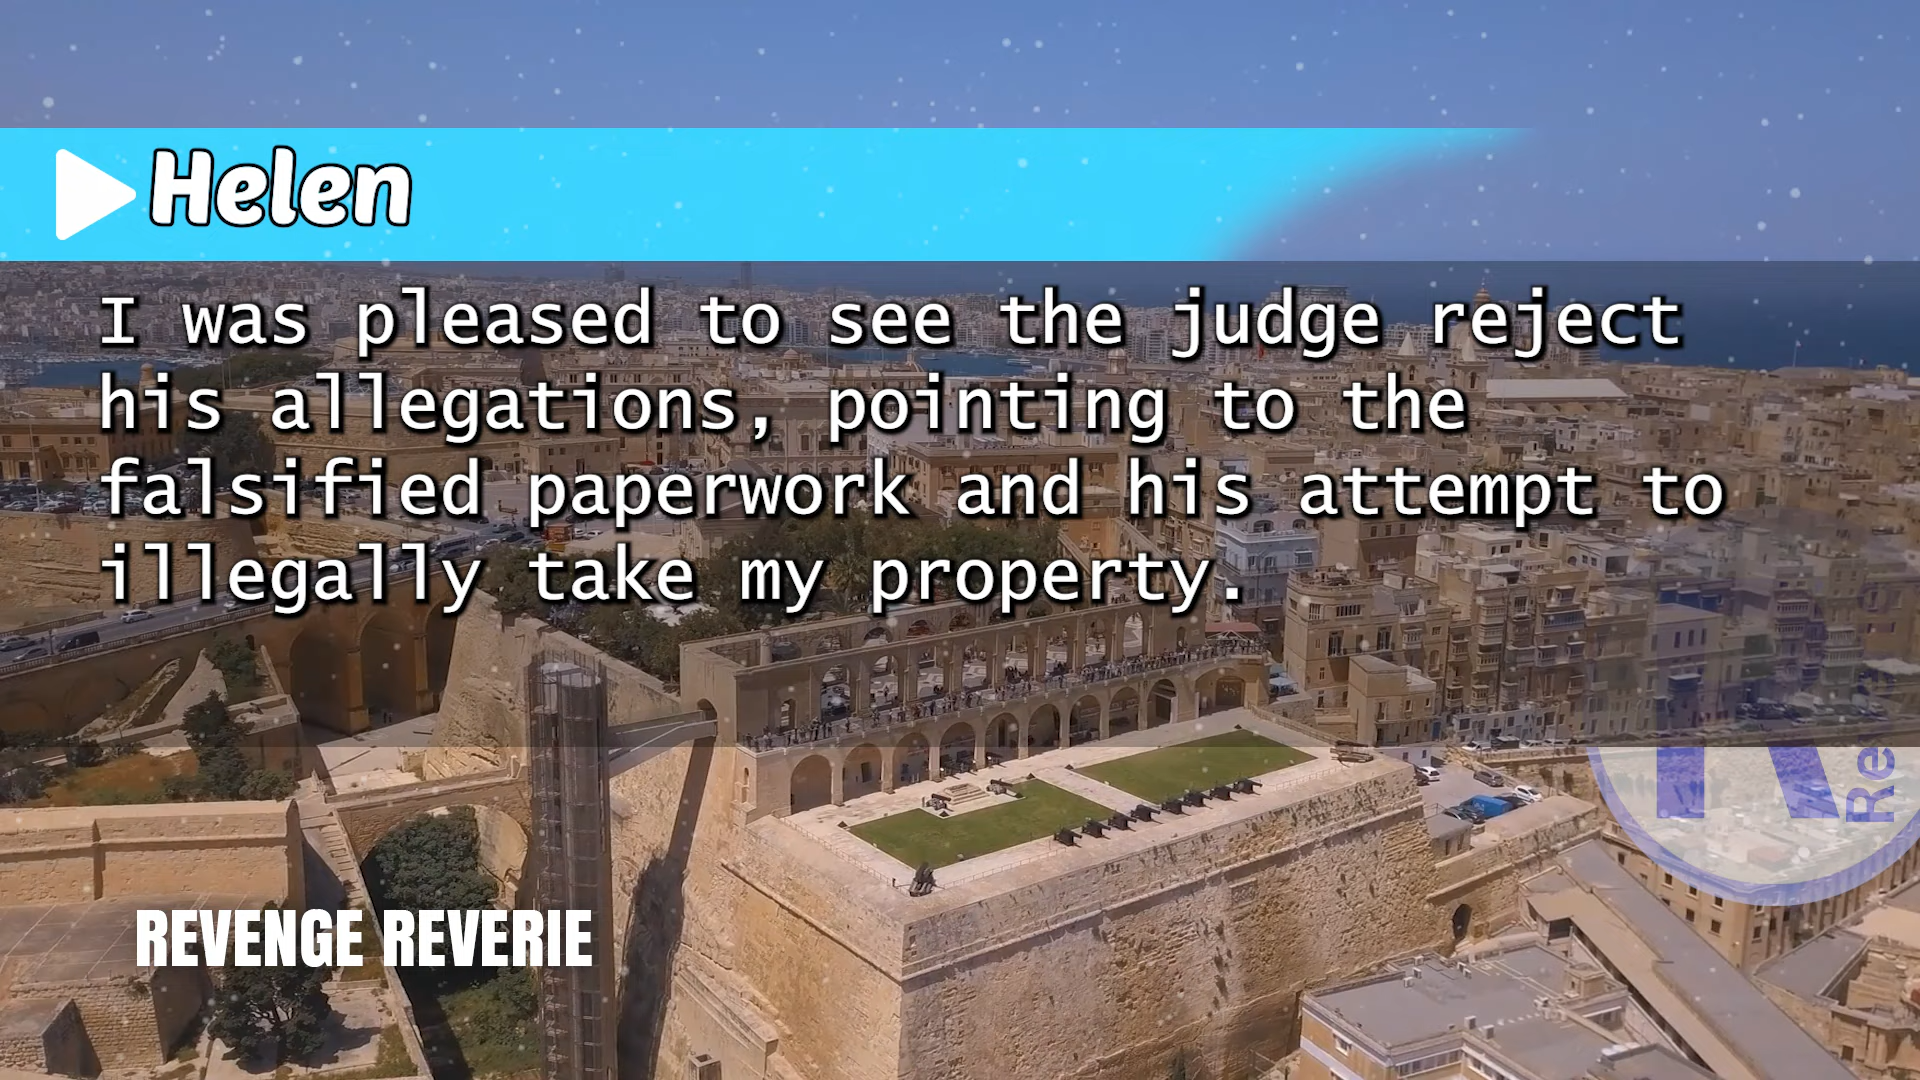 Helen
I was pleased to see the judge reject
his allegations, pointing to the
falsified paperwork and his attempt to
illegally take my property.
REVENGE REVERIE